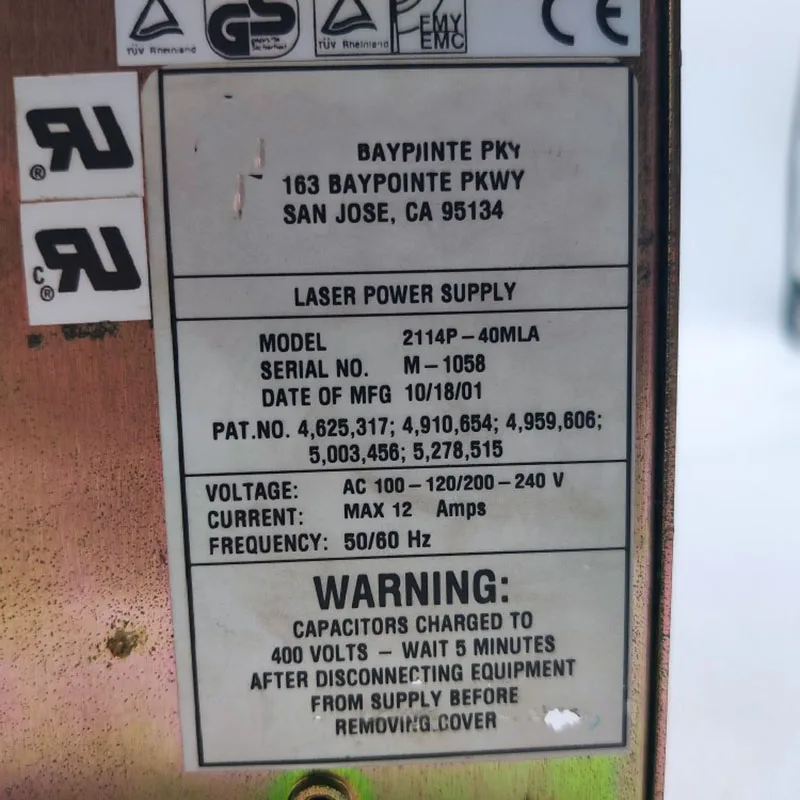 TÜV Rheinland
GS
TÜV Rheinland
EMV
EMC
CE
BAYPIINTE PKY
163 BAYPOINTE PKWY
SAN JOSE, CA 95134
LASER POWER SUPPLY
MODEL 2114P-40MLA
SERIAL NO. M-1058
DATE OF MFG 10/18/01
PAT.NO. 4,625,317; 4,910,654; 4,959,606;
5,003,456; 5,278,515
VOLTAGE: AC 100-120/200-240 V
CURRENT: MAX 12 Amps
FREQUENCY: 50/60 Hz
WARNING:
CAPACITORS CHARGED TO
400 VOLTS - WAIT 5 MINUTES
AFTER DISCONNECTING EQUIPMENT
FROM SUPPLY BEFORE
REMOVING COVER